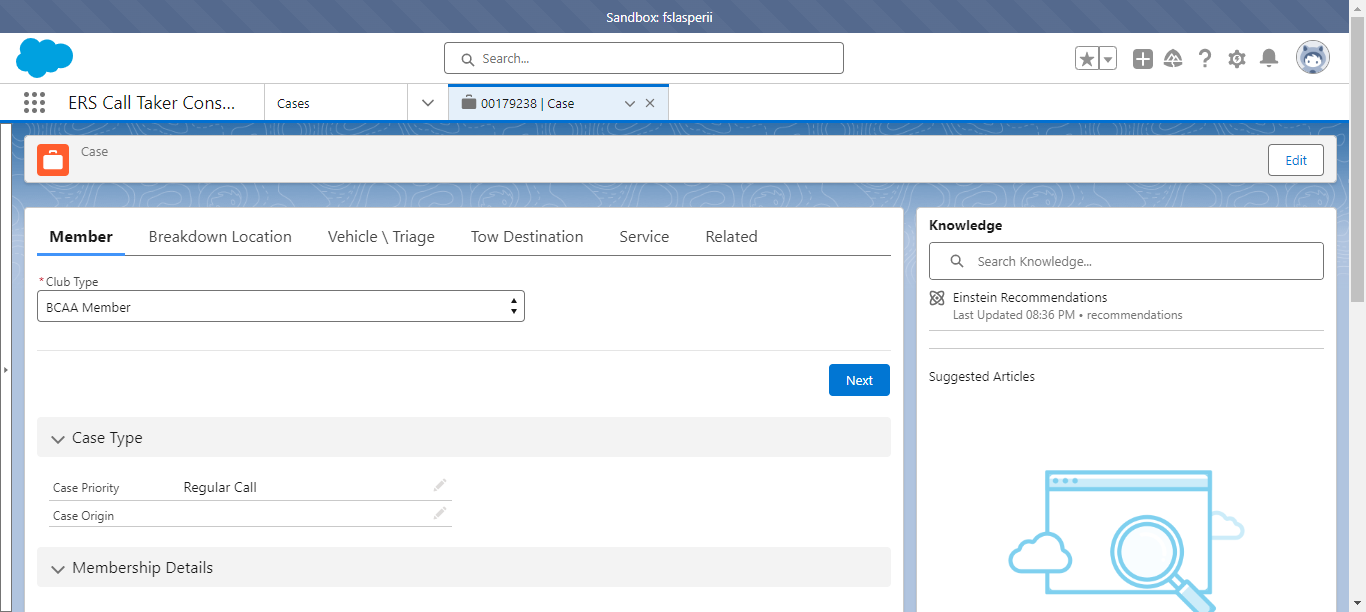 Sandbox: fslasperii
Search...
ERS Call Taker Cons...
Cases
00179238 | Case
Case
Edit
Member
Breakdown Location
Vehicle \ Triage
Tow Destination
Service
Related
*Club Type
BCAA Member
Next
Case Type
Case Priority
Regular Call
Case Origin
Membership Details
Knowledge
Search Knowledge...
Einstein Recommendations
Last Updated 08:36 PM • recommendations
Suggested Articles